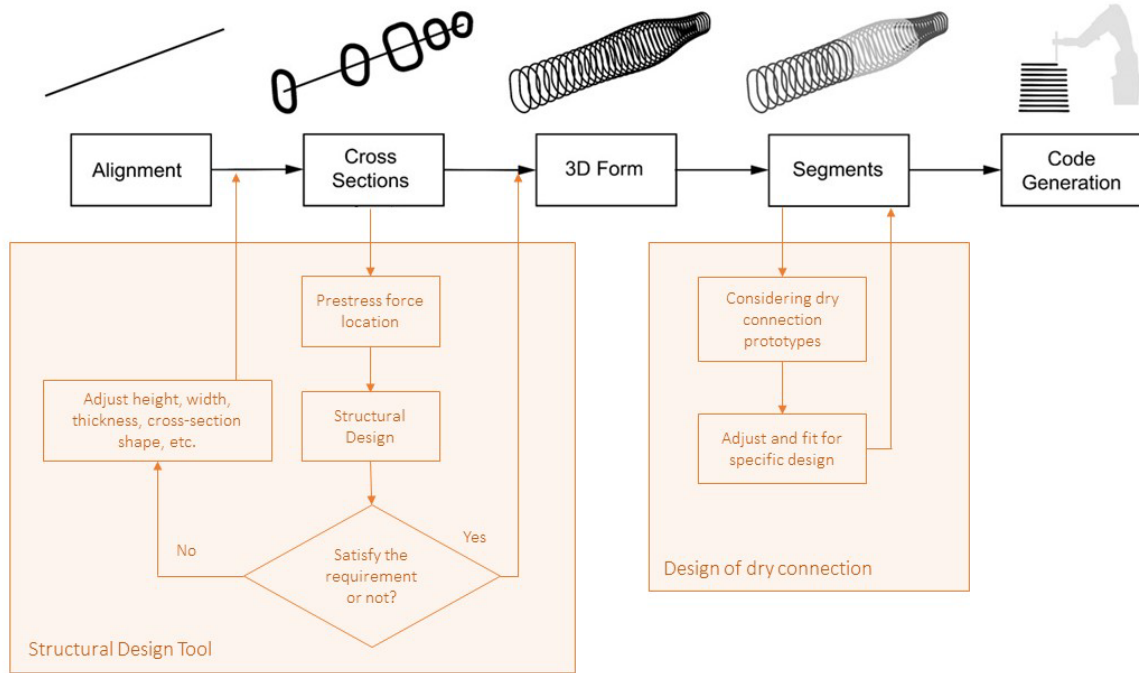 Alignment
Cross
Sections
3D Form
Segments
Code
Generation
Prestress force
location
Adjust height, width,
thickness, cross-section
shape, etc.
Structural
Design
No
Yes
Satisfy the
requirement
or not?
Structural Design Tool
Considering dry
connection
prototypes
Adjust and fit for
specific design
Design of dry connection